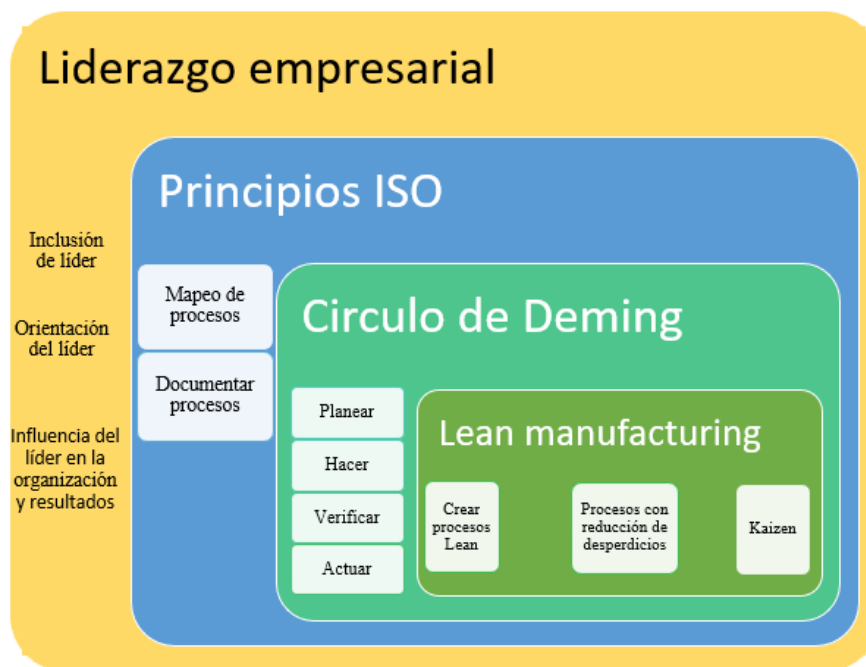 Liderazgo empresarial
Principios ISO
Inclusión
de líder
Orientación
del líder
Influencia del
líder en la
organización
y resultados
Mapeo de
procesos
Documentar
procesos
Circulo de Deming
Planear
Hacer
Verificar
Actuar
Lean manufacturing
Crear
procesos
Lean
Procesos con
reducción de
desperdicios
Kaizen